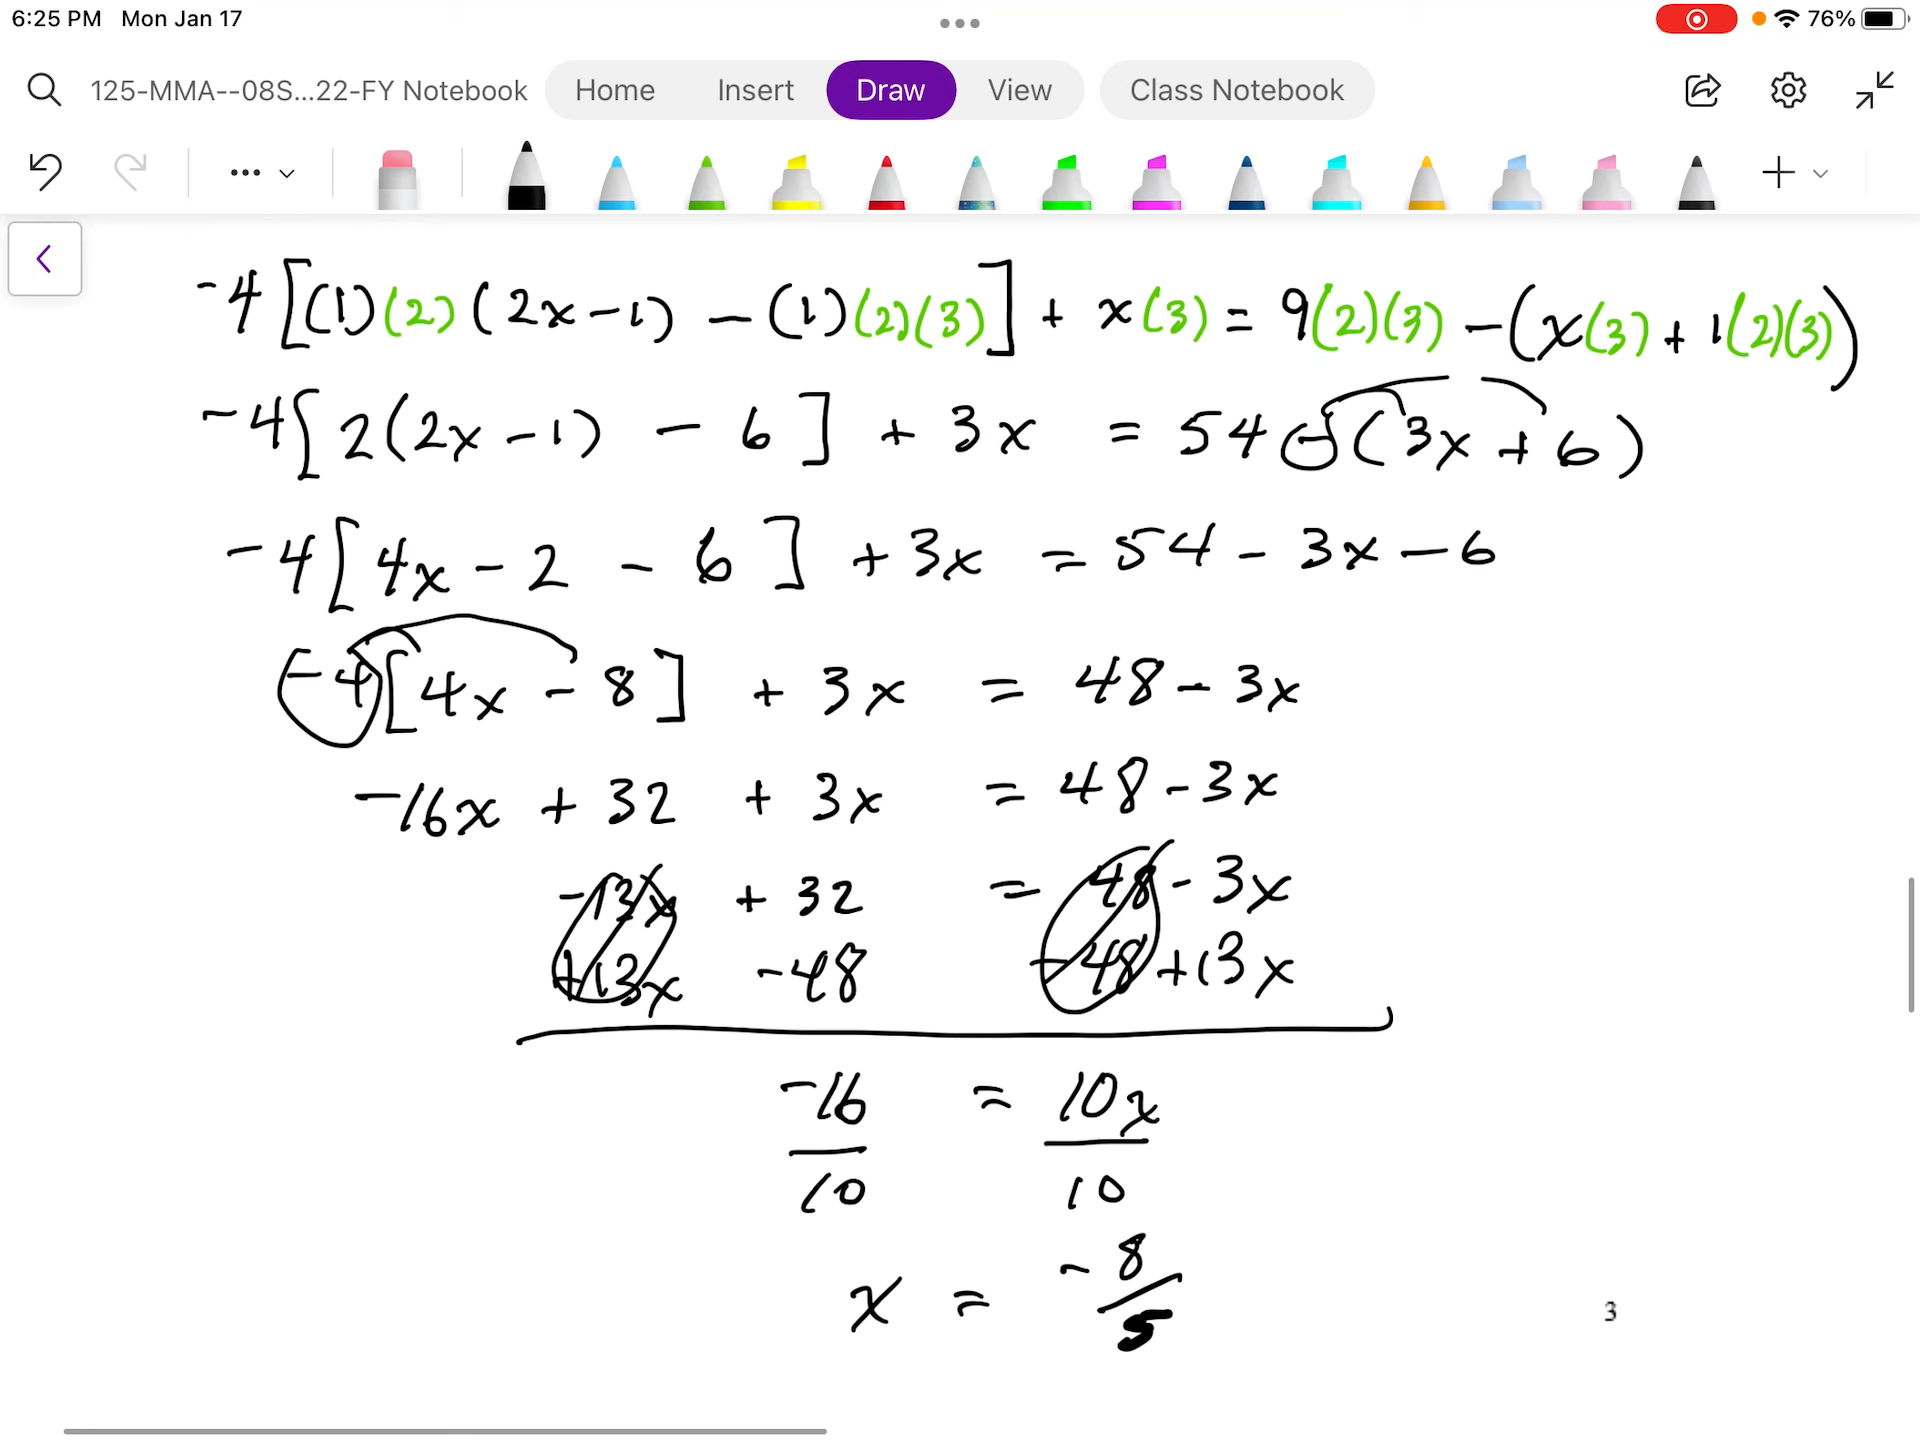 6:25 PM Mon Jan 17
76%
125-MMA--08S...22-FY Notebook Home Insert Draw View Class Notebook
-4[(1)(2)(2x-1) - (1)(2)(3)] + x(3) = 9(2)(3) - (x(3) + 1(2)(3))
-4[2(2x-1) - 6] + 3x = 54 - (3x + 6)
-4[4x - 2 - 6] + 3x = 54 - 3x - 6
-4[4x - 8] + 3x = 48 - 3x
-16x + 32 + 3x = 48 - 3x
-13x + 32 = 48 - 3x
+13x -48 -48 +13x
-16 = 10x
10 10
x = -8/5
3